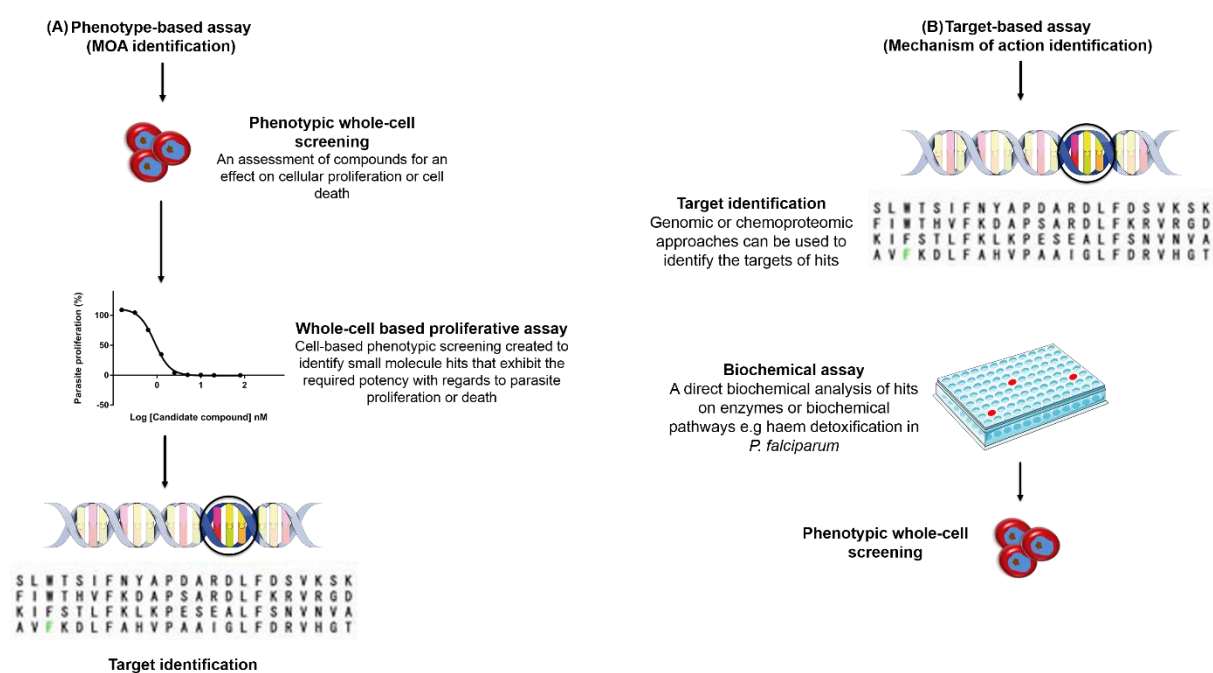 (A) Phenotype-based assay
(MOA identification)
Phenotypic whole-cell
screening
An assessment of compounds for an
effect on cellular proliferation or cell
death
Parasite proliferation (%)
100
50
0
-50
0
1
2
Log [Candidate compound] nM
Whole-cell based proliferative assay
Cell-based phenotypic screening created to
identify small molecule hits that exhibit the
required potency with regards to parasite
proliferation or death
S L W T S I F N Y A P D A R D L F D S V K S K
F I W T H V F K D A P S A R D L F K R V R G D
K I F S T L F K L K P E S E A L F S N V N V A
A V F K D L F A H V P A A I G L F D R V H G T
Target identification
(B) Target-based assay
(Mechanism of action identification)
Target identification
Genomic or chemoproteomic
approaches can be used to
identify the targets of hits
S L W T S I F N Y A P D A R D L F D S V K S K
F I W T H V F K D A P S A R D L F K R V R G D
K I F S T L F K L K P E S E A L F S N V N V A
A V F K D L F A H V P A A I G L F D R V H G T
Biochemical assay
A direct biochemical analysis of hits
on enzymes or biochemical
pathways e.g haem detoxification in
P. falciparum
Phenotypic whole-cell
screening